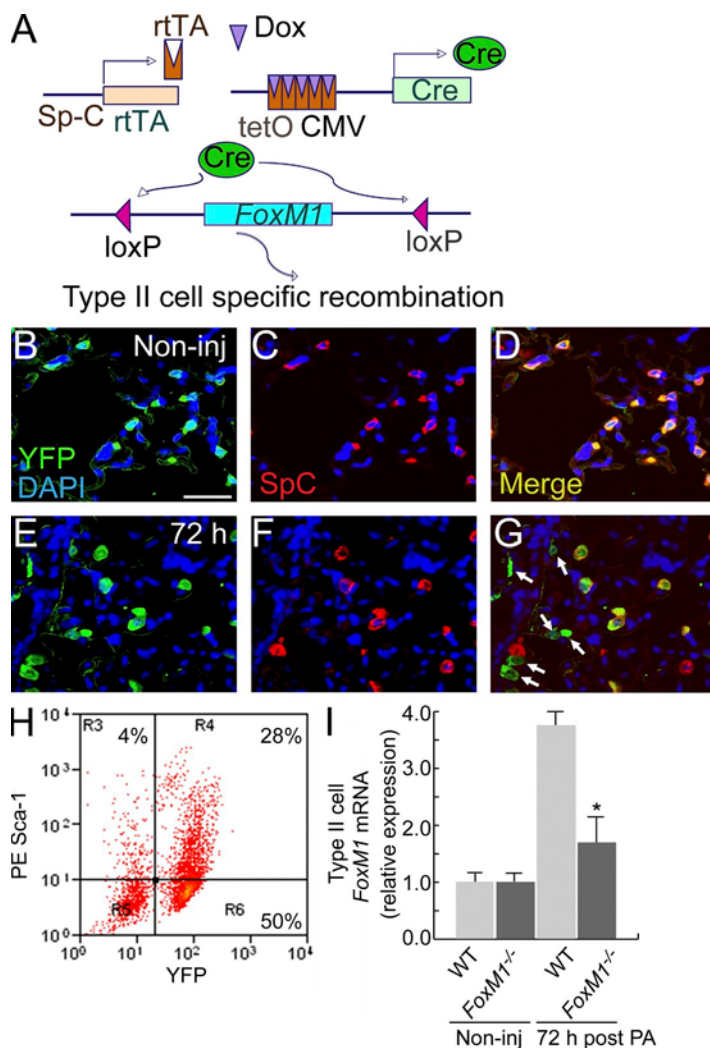 A
rtTA
Dox
Cre
Sp-C
rtTA
tetO CMV
Cre
Cre
FoxM1
loxP
loxP
Type II cell specific recombination
B
Non-inj
YFP
DAPI
C
SpC
D
Merge
E
72 h
F
G
H
R3
4%
R4
28%
R5
R6
50%
PE Sca-1
10⁴
10³
10²
10¹
10⁰
10⁰
10¹
10²
10³
10⁴
YFP
I
Type II cell
FoxM1 mRNA
(relative expression)
4.0
3.0
2.0
1.0
0.0
*
WT
FoxM1-/-
WT
FoxM1-/-
Non-inj
72 h post PA